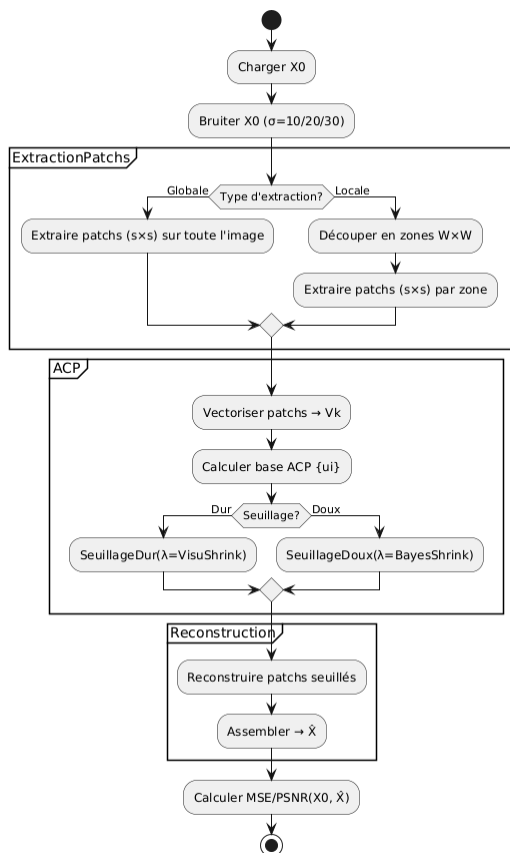 Charger X0
Bruiter X0 (σ=10/20/30)
ExtractionPatchs
Type d'extraction?
Globale
Locale
Extraire patchs (s×s) sur toute l'image
Découper en zones W×W
Extraire patchs (s×s) par zone
ACP
Vectoriser patchs → Vk
Calculer base ACP {ui}
Seuillage?
Dur
Doux
SeuillageDur(λ=VisuShrink)
SeuillageDoux(λ=BayesShrink)
Reconstruction
Reconstruire patchs seuillés
Assembler → X̂
Calculer MSE/PSNR(X0, X̂)